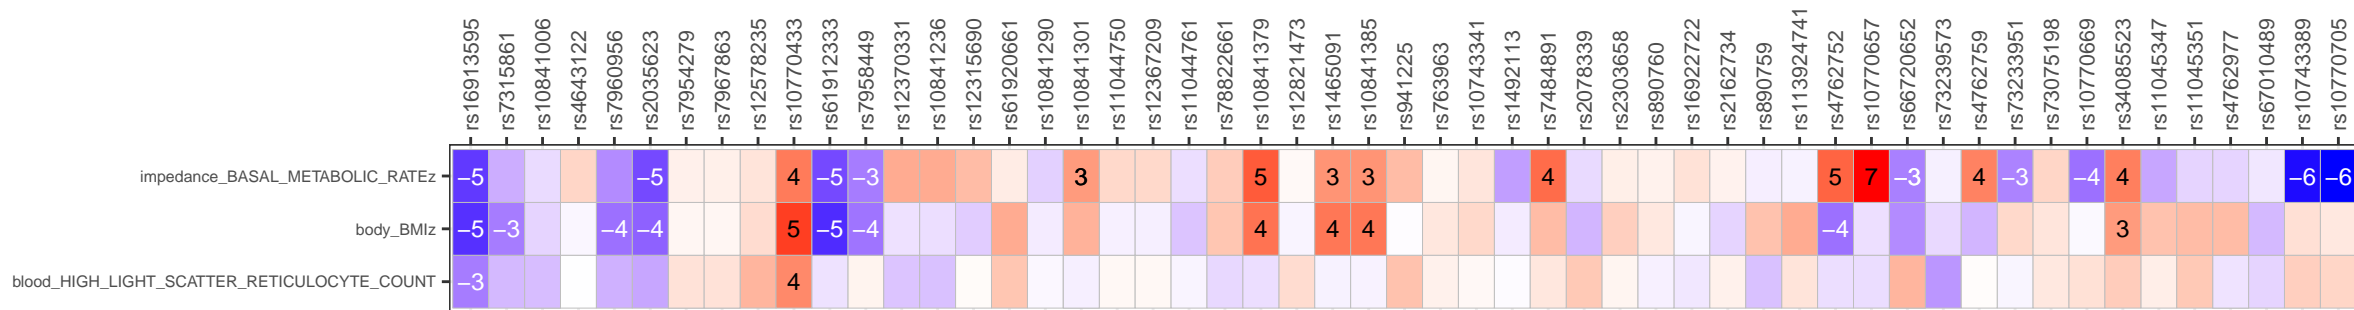 rs16913595
rs7315861
rs10841006
rs4643122
rs7960956
rs2035623
rs7954279
rs7967863
rs12578235
rs10770433
rs61912333
rs7958449
rs12370331
rs10841236
rs12315690
rs61920661
rs10841290
rs10841301
rs11044750
rs12367209
rs11044761
rs78822661
rs10841379
rs12821473
rs1465091
rs10841385
rs941225
rs763963
rs10743341
rs1492113
rs7484891
rs2078339
rs2303658
rs890760
rs16922722
rs2162734
rs890759
rs113924741
rs4762752
rs10770657
rs66720652
rs73239573
rs4762759
rs73233951
rs73075198
rs10770669
rs34085523
rs11045347
rs11045351
rs4762977
rs67010489
rs10743389
rs10770705
impedance_BASAL_METABOLIC_RATEz −5 −5 4 −5 −3 3 5 3 3 4 5 7 −3 4 −3 −4 4 −6 −6
body_BMIz −5 −3 −4 −4 5 −5 −4 4 4 4 −4 3
blood_HIGH_LIGHT_SCATTER_RETICULOCYTE_COUNT −3 4